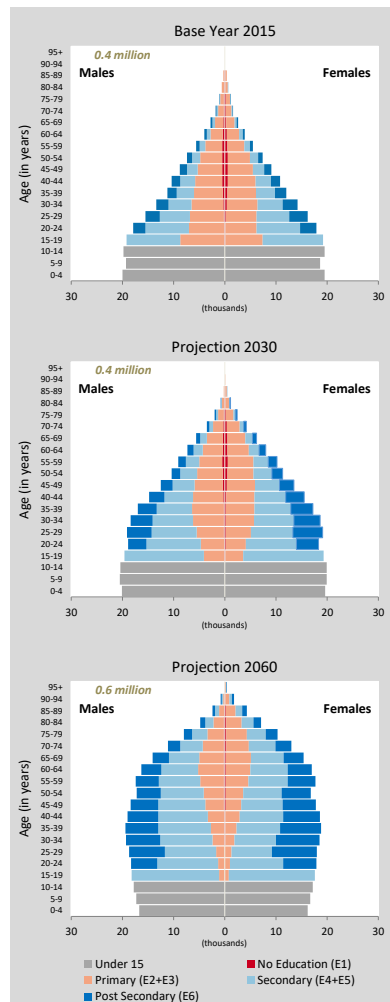 Base Year 2015
95+
0.4 million
90-94
85-89
Males
Females
80-84
75-79
70-74
65-69
60-64
55-59
50-54
45-49
40-44
35-39
30-34
25-29
20-24
15-19
10-14
5-9
0-4
Age (in years)
30 20 10 0 10 20 30
(thousands)
Projection 2030
95+
0.4 million
90-94
85-89
Males
Females
80-84
75-79
70-74
65-69
60-64
55-59
50-54
45-49
40-44
35-39
30-34
25-29
20-24
15-19
10-14
5-9
0-4
Age (in years)
30 20 10 0 10 20 30
(thousands)
Projection 2060
95+
0.6 million
90-94
85-89
Males
Females
80-84
75-79
70-74
65-69
60-64
55-59
50-54
45-49
40-44
35-39
30-34
25-29
20-24
15-19
10-14
5-9
0-4
Age (in years)
30 20 10 0 10 20 30
(thousands)
Under 15 No Education (E1)
Primary (E2+E3) Secondary (E4+E5)
Post Secondary (E6)